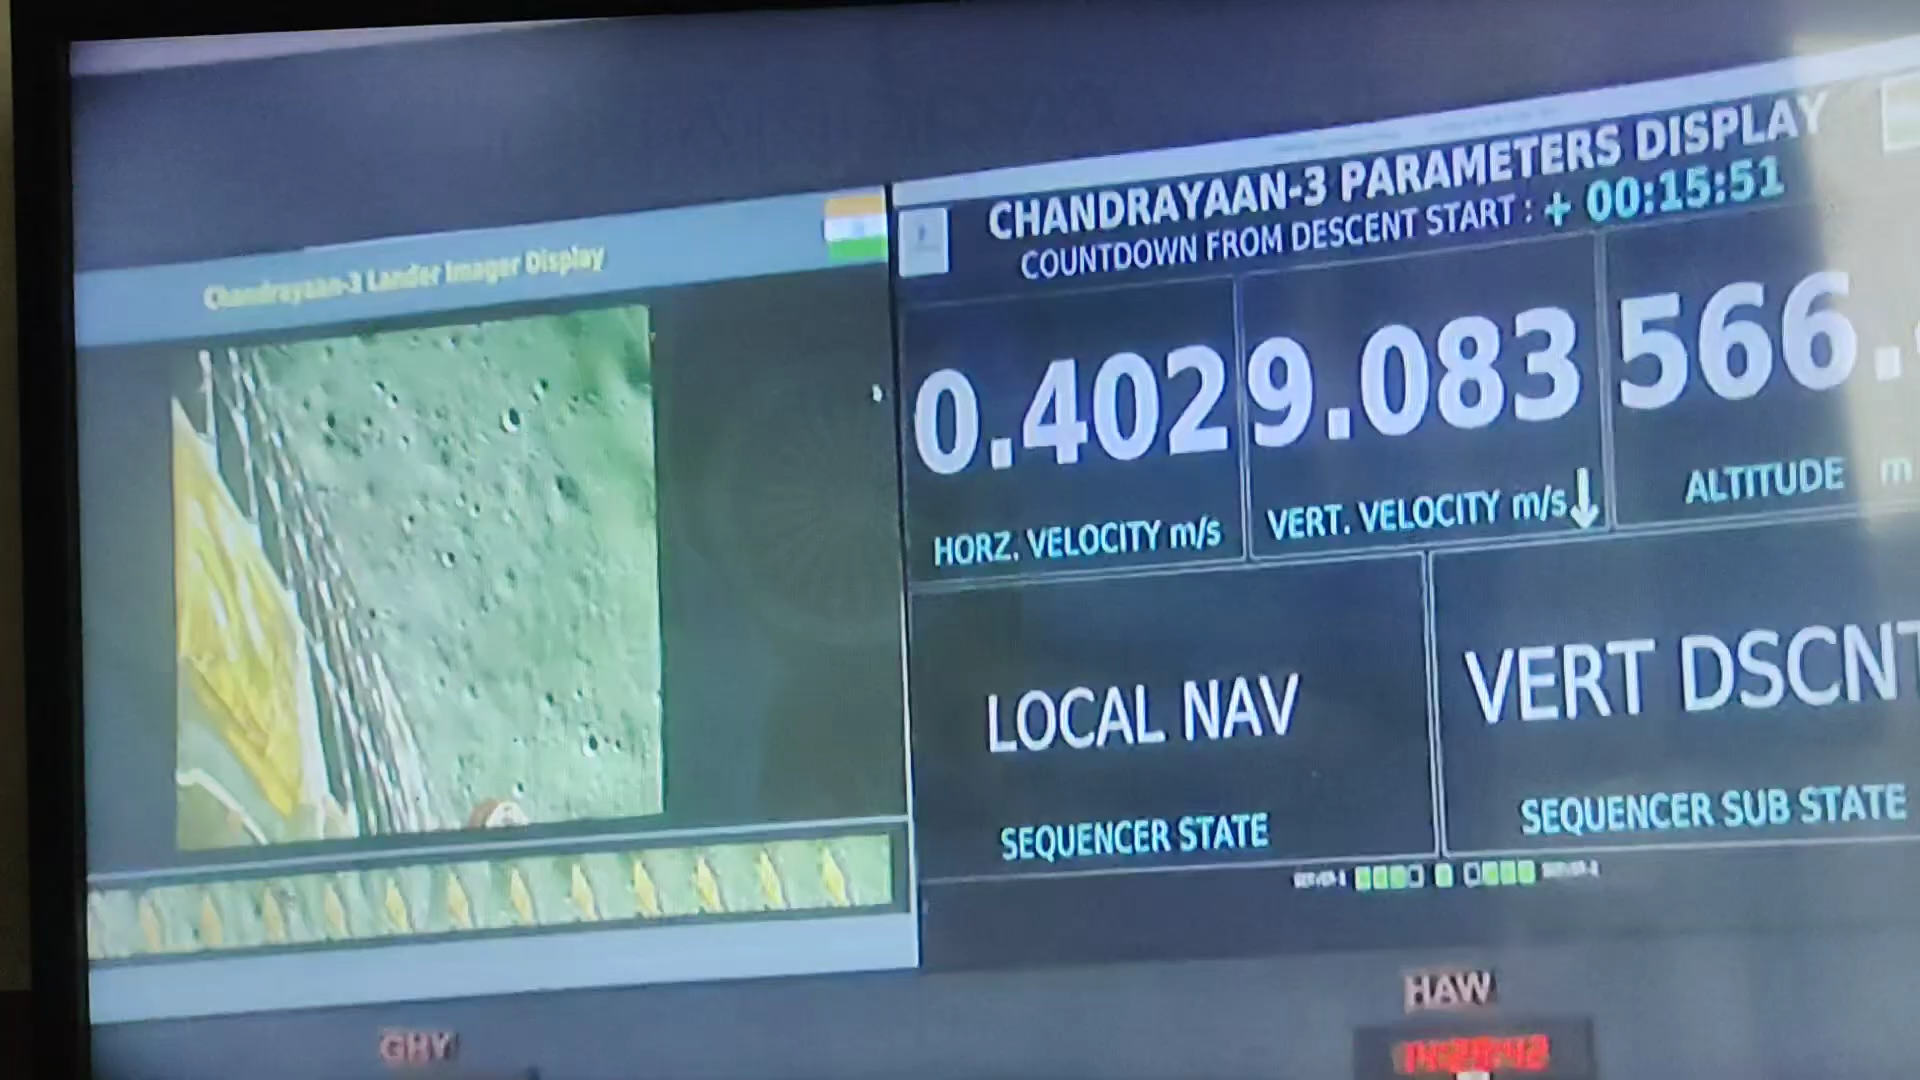 Chandrayaan-3 Lander Imager Display
CHANDRAYAAN-3 PARAMETERS DISPLAY
COUNTDOWN FROM DESCENT START : + 00:15:51
0.402
HORZ. VELOCITY m/s
9.083
VERT. VELOCITY m/s
566.
ALTITUDE m
LOCAL NAV
SEQUENCER STATE
VERT DSCNT
SEQUENCER SUB STATE
HAW
GHY